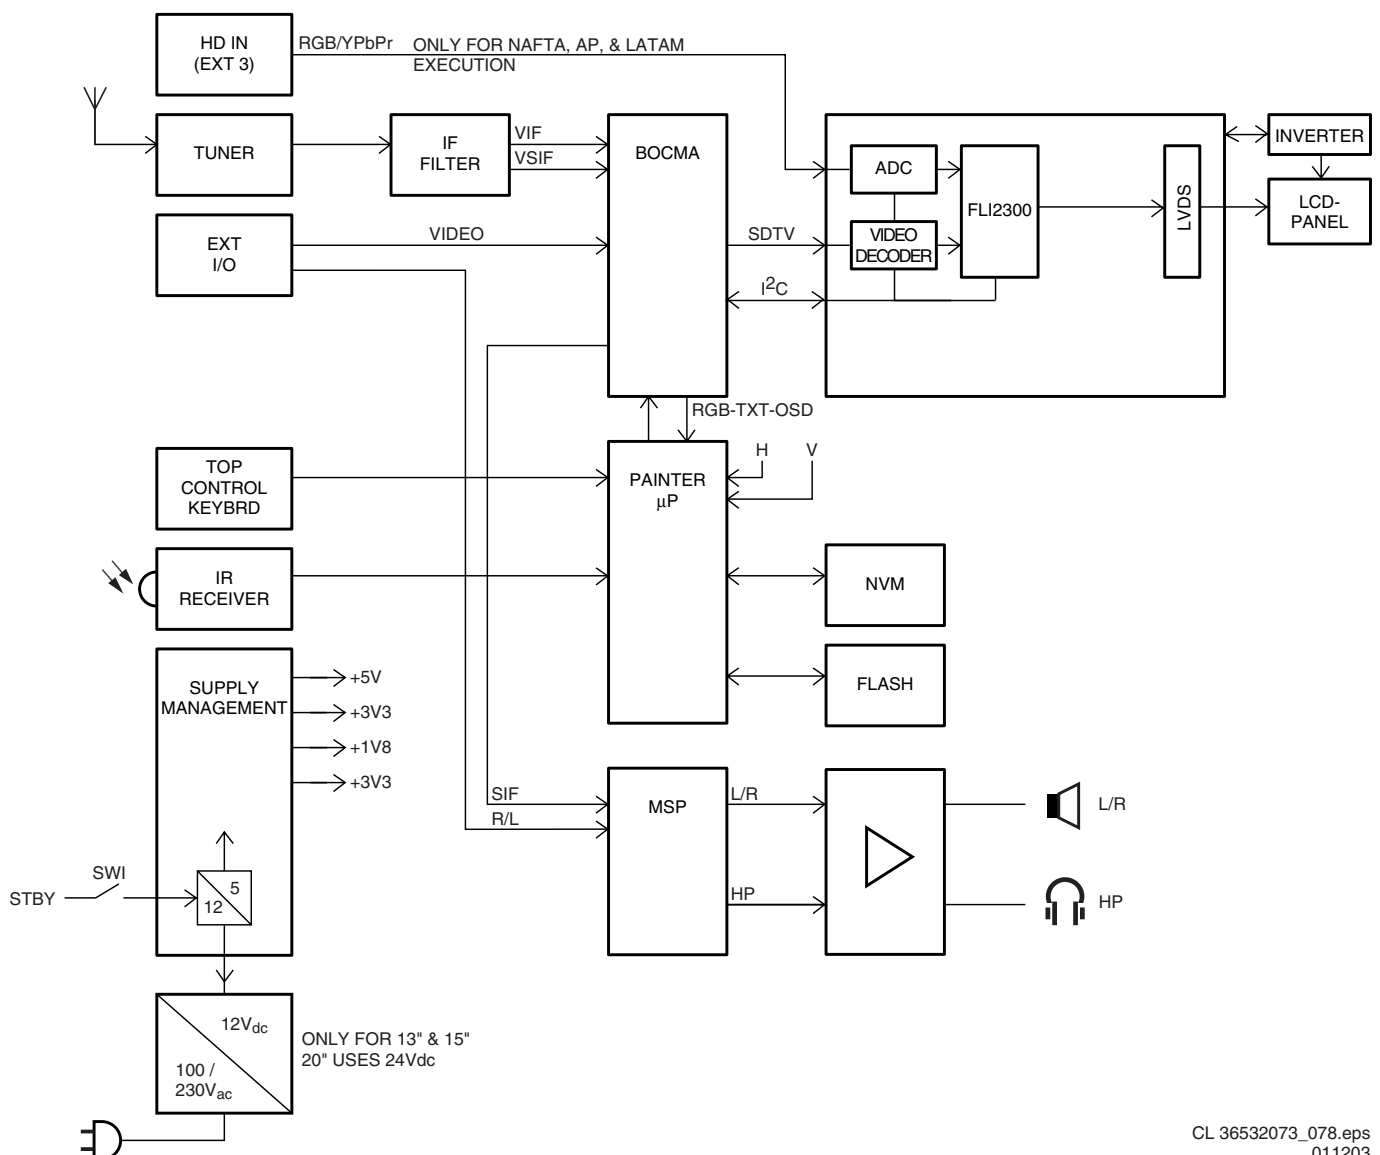 HD IN
(EXT 3)
RGB/YPbPr
ONLY FOR NAFTA, AP, & LATAM
EXECUTION
TUNER
IF
FILTER
VIF
VSIF
BOCMA
ADC
FLI2300
LVDS
INVERTER
LCD-
PANEL
EXT
I/O
VIDEO
SDTV
VIDEO
DECODER
I2C
RGB-TXT-OSD
TOP
CONTROL
KEYBRD
PAINTER
µP
H
V
IR
RECEIVER
NVM
FLASH
SUPPLY
MANAGEMENT
+5V
+3V3
+1V8
+3V3
SIF
R/L
MSP
L/R
HP
L/R
HP
STBY
SWI
5
12
12Vdc
100 /
230Vac
ONLY FOR 13" & 15"
20" USES 24Vdc
CL 36532073_078.eps
011203